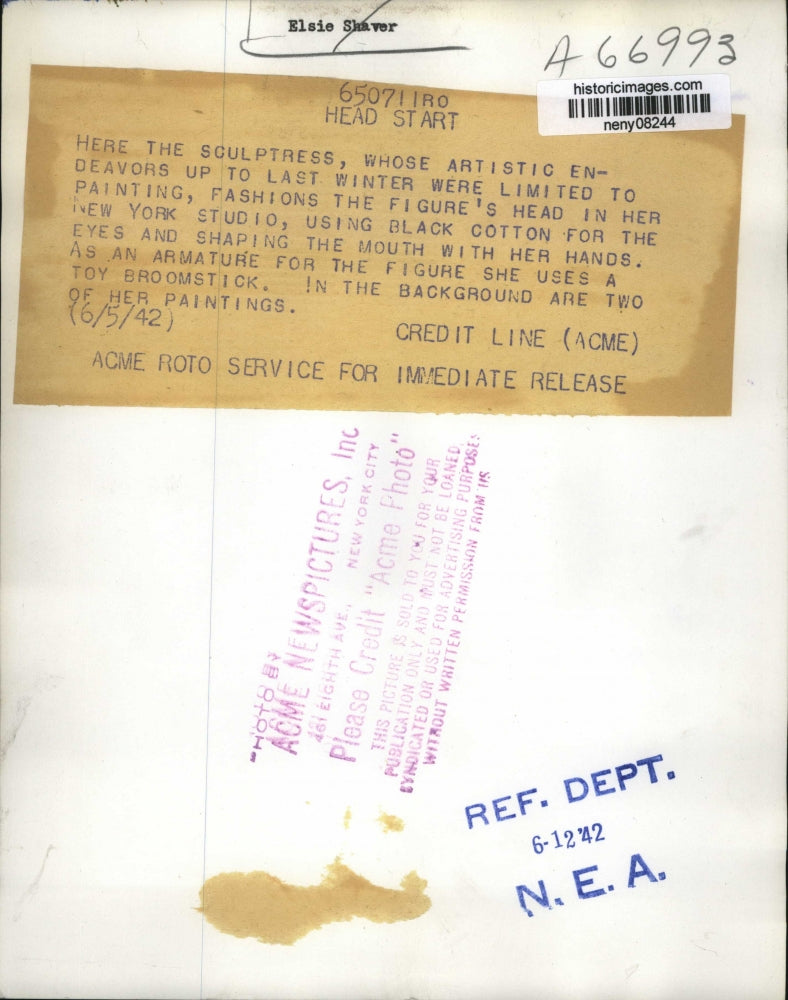 Elsie Shaver
A66993
historicimages.com
neny08244
650711RO
HEAD START
HERE THE SCULPTRESS, WHOSE ARTISTIC EN-
DEAVORS UP TO LAST WINTER WERE LIMITED TO
PAINTING, FASHIONS THE FIGURE'S HEAD IN HER
NEW YORK STUDIO, USING BLACK COTTON FOR THE
EYES AND SHAPING THE MOUTH WITH HER HANDS.
AS AN ARMATURE FOR THE FIGURE SHE USES A
TOY BROOMSTICK. IN THE BACKGROUND ARE TWO
OF HER PAINTINGS.
(6/5/42)
CREDIT LINE (ACME)
ACME ROTO SERVICE FOR IMMEDIATE RELEASE
PHOTO BY
ACME NEWSPICTURES, Inc
461 EIGHTH AVE., NEW YORK CITY
Please Credit "Acme Photo"
THIS PICTURE IS SOLD TO YOU FOR YOUR
PUBLICATION ONLY AND MUST NOT BE LOANED,
SYNDICATED OR USED FOR ADVERTISING PURPOSES
WITHOUT WRITTEN PERMISSION FROM US
REF. DEPT.
6-12'42
N. E. A.